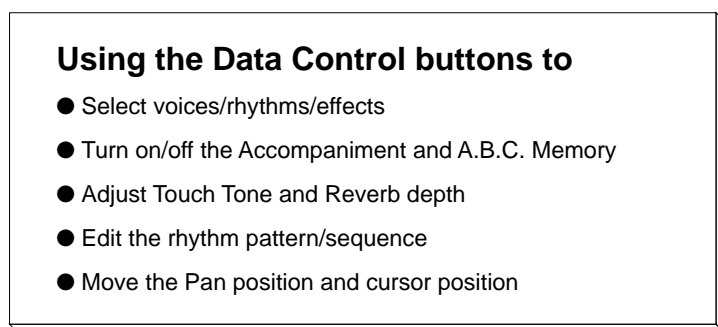 Using the Data Control buttons to
● Select voices/rhythms/effects
● Turn on/off the Accompaniment and A.B.C. Memory
● Adjust Touch Tone and Reverb depth
● Edit the rhythm pattern/sequence
● Move the Pan position and cursor position